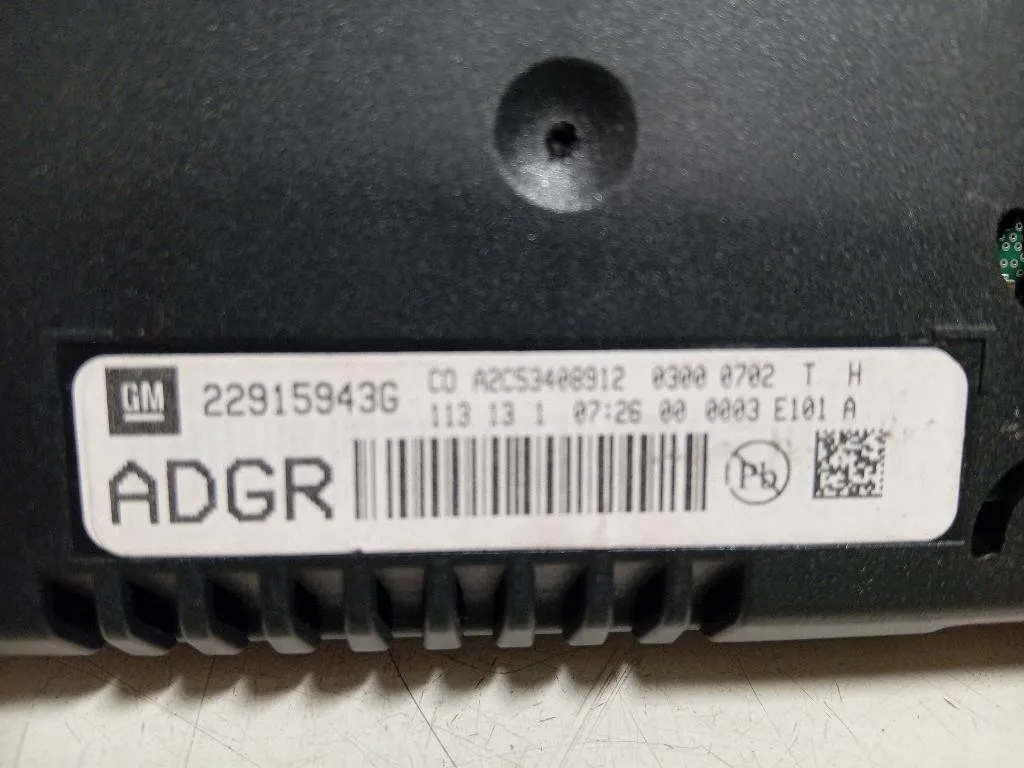 GM 22915943G CO A2C53408912 0300 0702 T H
113 13 1 07:26 00 0003 E101 A
ADGR Pb